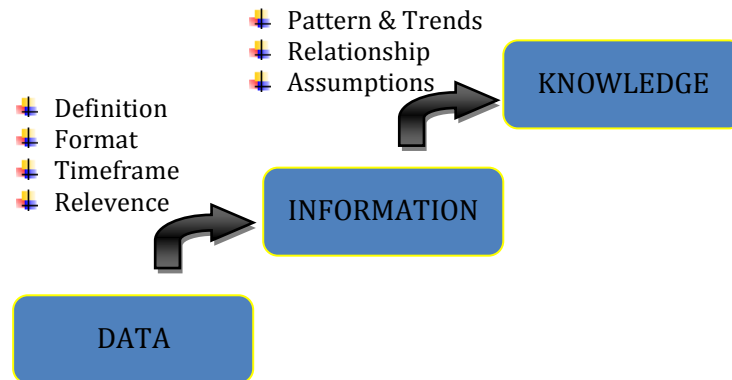 Pattern & Trends
Relationship
Assumptions
KNOWLEDGE
Definition
Format
Timeframe
Relevence
INFORMATION
DATA